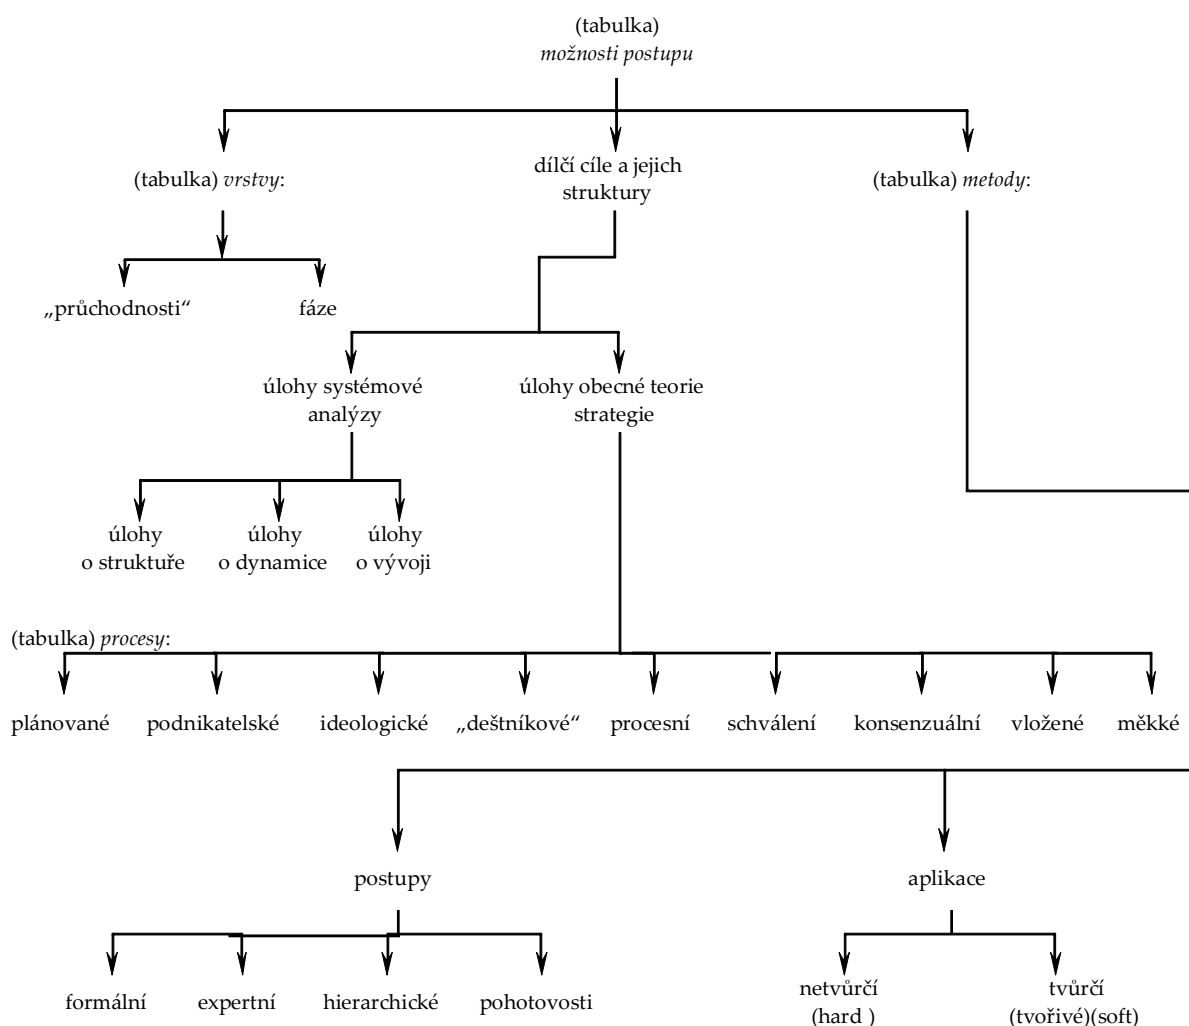 (tabulka)
možnosti postupu
(tabulka) vrstvy:
dílčí cíle a jejich
struktury
(tabulka) metody:
„průchodnosti“
fáze
úlohy systémové
analýzy
úlohy obecné teorie
strategie
úlohy
o struktuře
úlohy
o dynamice
úlohy
o vývoji
(tabulka) procesy:
plánované
podnikatelské
ideologické
„deštníkové“
procesní
schválení
konsenzuální
vložené
měkké
postupy
aplikace
formální
expertní
hierarchické
pohotovosti
netvůrčí
(hard )
tvůrčí
(tvořivé)(soft)